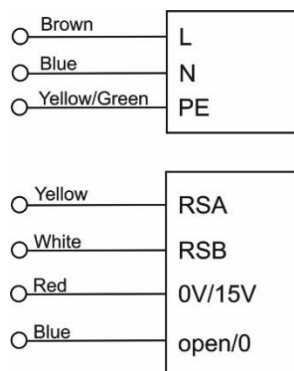 Brown
L
Blue
N
Yellow/Green
PE
Yellow
RSA
White
RSB
Red
0V/15V
Blue
open/0